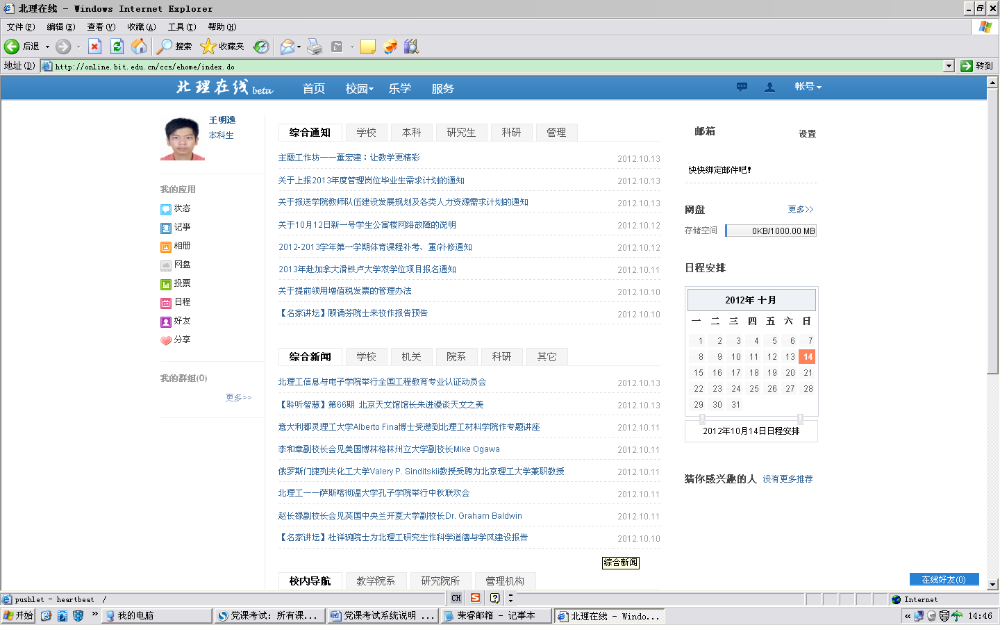 北理在线 - Windows Internet Explorer
文件(F) 编辑(E) 查看(V) 收藏(A) 工具(T) 帮助(H)
后退 搜索 收藏夹
地址(D) http://online.bit.edu.cn/ccs/ehome/index.do 转到
北理在线 beta 首页 校园 乐学 服务 帐号
王明逸
本科生
我的应用
状态
记事
相册
网盘
投票
日程
好友
分享
我的群组(0)
更多>>
综合通知 学校 本科 研究生 科研 管理
主题工作坊——董宏建：让教学更精彩 2012.10.13
关于上报2013年度管理岗位毕业生需求计划的通知 2012.10.13
关于报送学院教师队伍建设发展规划及各类人力资源需求计划的通知 2012.10.13
关于10月12日新一号学生公寓楼网络故障的说明 2012.10.12
2012-2013学年第一学期体育课程补考、重/补修通知 2012.10.12
2013年赴加拿大滑铁卢大学双学位项目报名通知 2012.10.11
关于提前领用增值税发票的管理办法 2012.10.10
【名家讲坛】顾诵芬院士来校作报告预告 2012.10.10
综合新闻 学校 机关 院系 科研 其它
北理工信息与电子学院举行全国工程教育专业认证动员会 2012.10.13
【聆听智慧】第66期 北京天文馆馆长朱进漫谈天文之美 2012.10.13
意大利都灵理工大学Alberto Fina博士受邀到北理工材料学院作专题讲座 2012.10.11
李和章副校长会见美国博林格林州立大学副校长Mike Ogawa 2012.10.11
俄罗斯门捷列夫化工大学Valery P. Sinditskii教授受聘为北京理工大学兼职教授 2012.10.11
北理工——萨斯喀彻温大学孔子学院举行中秋联欢会 2012.10.11
赵长禄副校长会见英国中央兰开夏大学副校长Dr. Graham Baldwin 2012.10.11
【名家讲坛】杜祥琬院士为北理工研究生作科学道德与学风建设报告 2012.10.10
综合新闻
校内导航 教学院系 研究院所 管理机构
邮箱 设置
快快绑定邮件吧!
网盘 更多>>
存储空间 0KB/1000.00 MB
日程安排
2012年 十月
一 二 三 四 五 六 日
1 2 3 4 5 6 7
8 9 10 11 12 13 14
15 16 17 18 19 20 21
22 23 24 25 26 27 28
29 30 31
2012年10月14日日程安排
猜你感兴趣的人 没有更多推荐
在线好友(0)
pushlet - heartbeat / CH S ? Internet
开始 » 我的电脑 党课考试：所有课... 党课考试系统说明 ... 荣睿邮箱 - 记事本 北理在线 - Windo... « 14:46